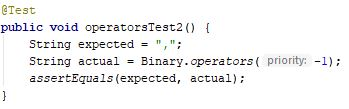 @Test
public void operatorsTest2() {
    String expected = ",";
    String actual = Binary.operators( priority: -1);
    assertEquals(expected, actual);
}